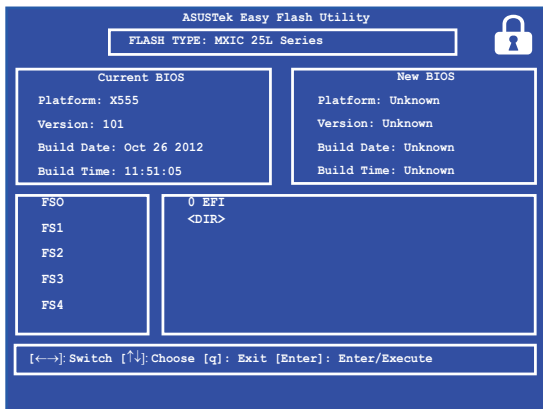 ASUSTek Easy Flash Utility
FLASH TYPE: MXIC 25L Series
Current BIOS
Platform: X555
Version: 101
Build Date: Oct 26 2012
Build Time: 11:51:05
New BIOS
Platform: Unknown
Version: Unknown
Build Date: Unknown
Build Time: Unknown
FSO
FS1
FS2
FS3
FS4
0 EFI
<DIR>
[←→]: Switch [↑↓]: Choose [q]: Exit [Enter]: Enter/Execute